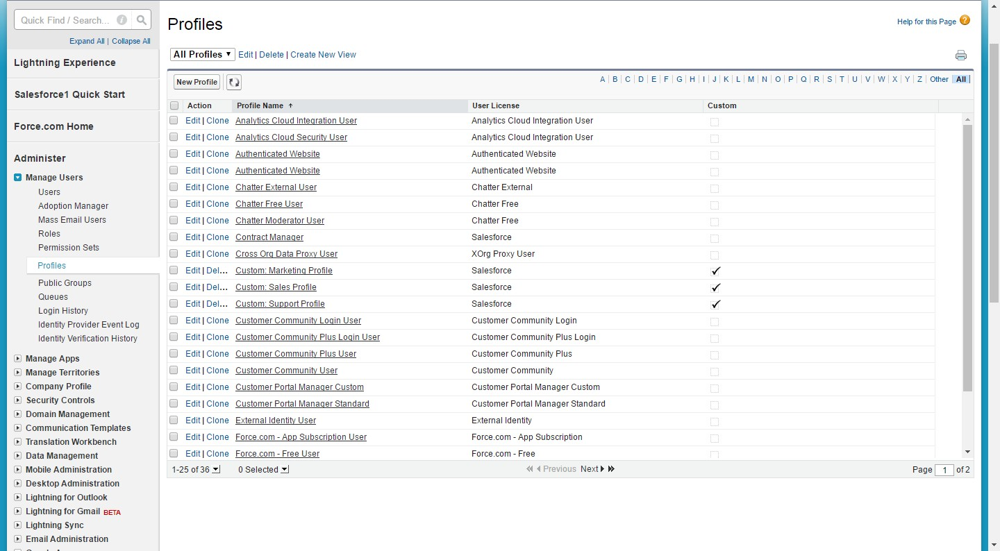 Quick Find / Search...
Expand All | Collapse All
Lightning Experience
Salesforce1 Quick Start
Force.com Home
Administer
Manage Users
Users
Adoption Manager
Mass Email Users
Roles
Permission Sets
Profiles
Public Groups
Queues
Login History
Identity Provider Event Log
Identity Verification History
Manage Apps
Manage Territories
Company Profile
Security Controls
Domain Management
Communication Templates
Translation Workbench
Data Management
Mobile Administration
Desktop Administration
Lightning for Outlook
Lightning for Gmail BETA
Lightning Sync
Email Administration
Profiles
Help for this Page ?
All Profiles Edit | Delete | Create New View
New Profile
A | B | C | D | E | F | G | H | I | J | K | L | M | N | O | P | Q | R | S | T | U | V | W | X | Y | Z | Other | All
Action Profile Name User License Custom
Edit | Clone Analytics Cloud Integration User Analytics Cloud Integration User
Edit | Clone Analytics Cloud Security User Analytics Cloud Integration User
Edit | Clone Authenticated Website Authenticated Website
Edit | Clone Authenticated Website Authenticated Website
Edit | Clone Chatter External User Chatter External
Edit | Clone Chatter Free User Chatter Free
Edit | Clone Chatter Moderator User Chatter Free
Edit | Clone Contract Manager Salesforce
Edit | Clone Cross Org Data Proxy User XOrg Proxy User
Edit | Del... Custom: Marketing Profile Salesforce
Edit | Del... Custom: Sales Profile Salesforce
Edit | Del... Custom: Support Profile Salesforce
Edit | Clone Customer Community Login User Customer Community Login
Edit | Clone Customer Community Plus Login User Customer Community Plus Login
Edit | Clone Customer Community Plus User Customer Community Plus
Edit | Clone Customer Community User Customer Community
Edit | Clone Customer Portal Manager Custom Customer Portal Manager Custom
Edit | Clone Customer Portal Manager Standard Customer Portal Manager Standard
Edit | Clone External Identity User External Identity
Edit | Clone Force.com - App Subscription User Force.com - App Subscription
Edit | Clone Force.com - Free User Force.com - Free
1-25 of 36 0 Selected Previous Next Page 1 of 2